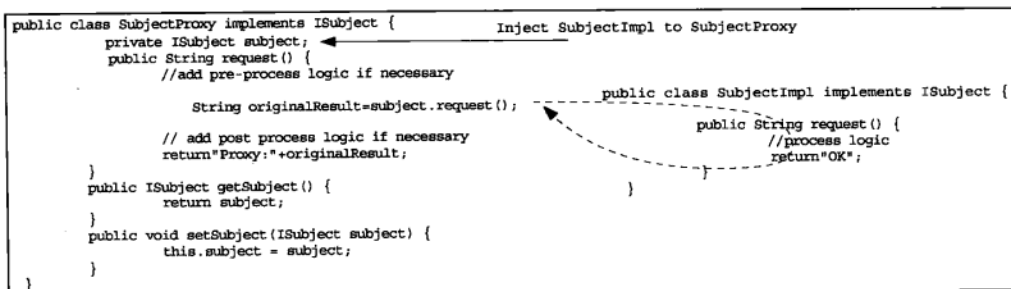 public class SubjectProxy implements ISubject {
Inject SubjectImpl to SubjectProxy
private ISubject subject;
public String request() {
//add pre-process logic if necessary
String originalResult=subject.request();
// add post process logic if necessary
return"Proxy:"+originalResult;
}
public ISubject getSubject() {
return subject;
}
public void setSubject(ISubject subject) {
this.subject = subject;
}
}
public class SubjectImpl implements ISubject {
public String request() {
//process logic
return"OK";
}
}